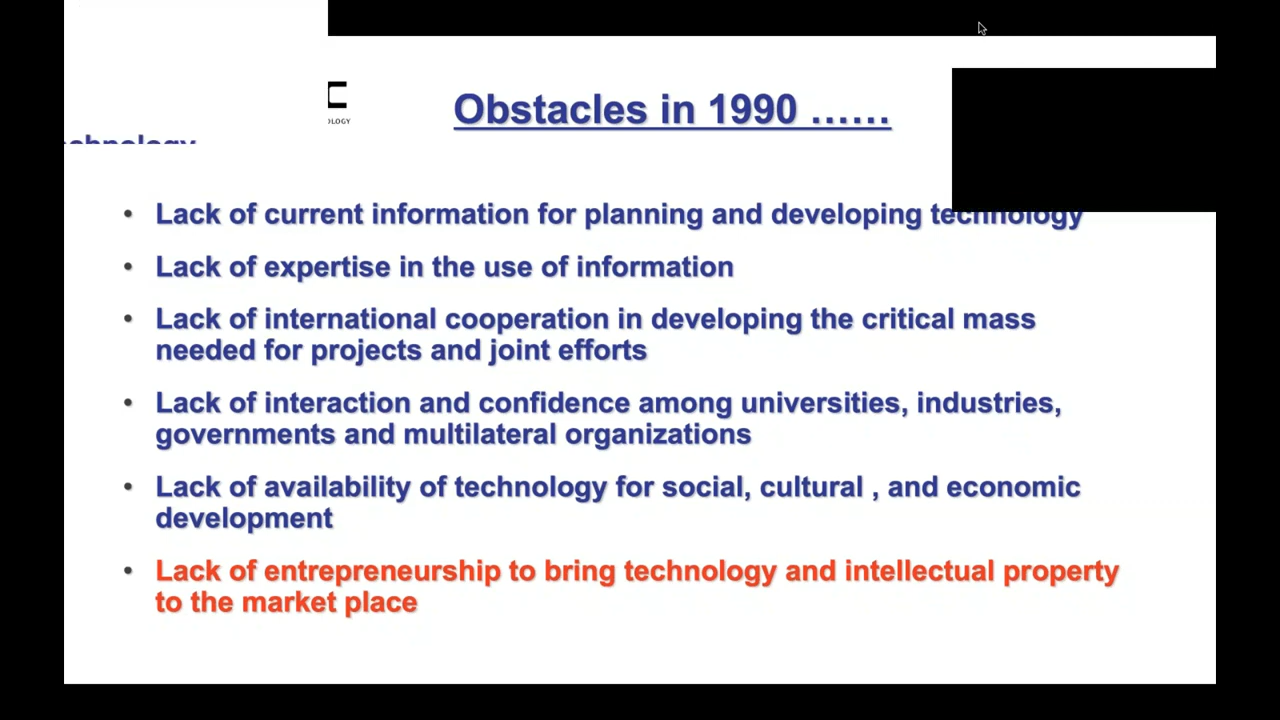 C
OLOGY
Obstacles in 1990 ……
• Lack of current information for planning and developing technology
• Lack of expertise in the use of information
• Lack of international cooperation in developing the critical mass
needed for projects and joint efforts
• Lack of interaction and confidence among universities, industries,
governments and multilateral organizations
• Lack of availability of technology for social, cultural , and economic
development
• Lack of entrepreneurship to bring technology and intellectual property
to the market place